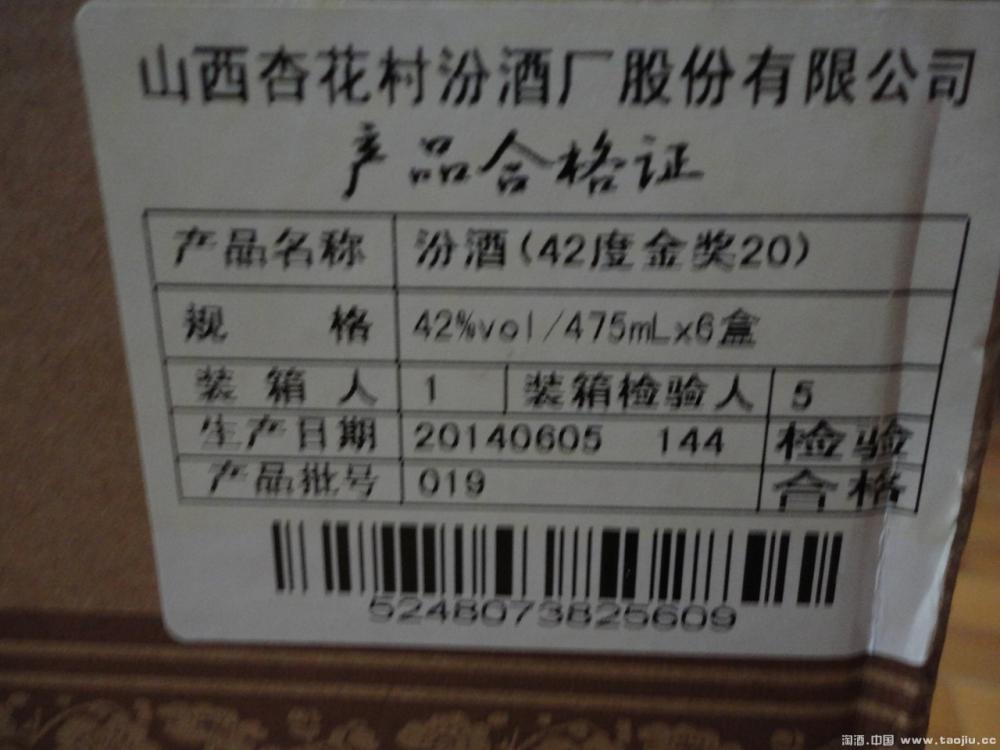 山西杏花村汾酒厂股份有限公司
产品合格证
产品名称 汾酒(42度金奖20)
规格 42%vol/475mLx6盒
装箱人 1 装箱检验人 5
生产日期 20140605 144 检验
产品批号 019 合格
5248073825609
淘酒.中国 www.taojiu.cc